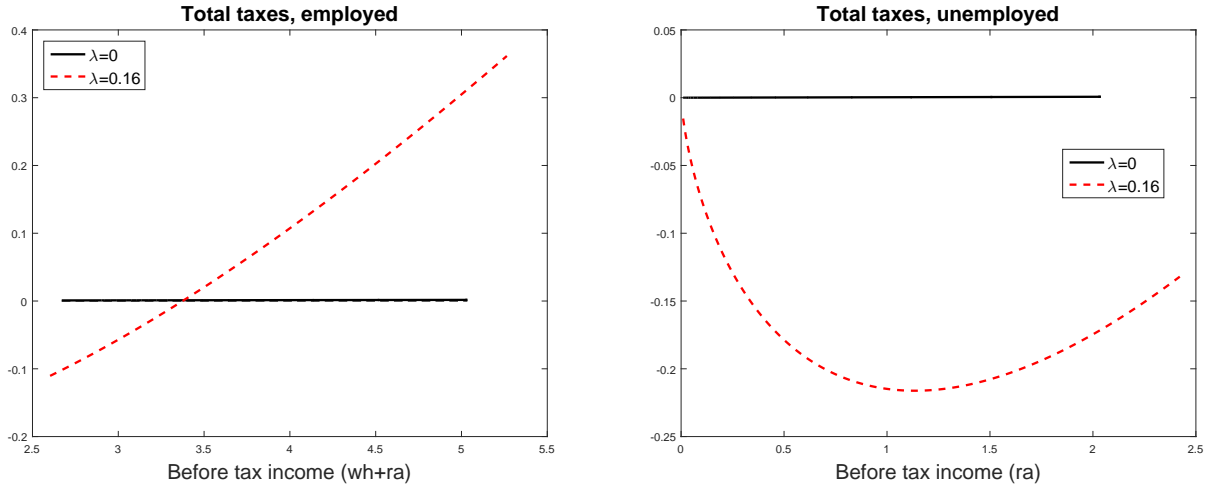 Total taxes, employed
0.4
0.3
0.2
0.1
0
-0.1
-0.2
λ=0
λ=0.16
2.5 3 3.5 4 4.5 5 5.5
Before tax income (wh+ra)
Total taxes, unemployed
0.05
0
-0.05
-0.1
-0.15
-0.2
-0.25
λ=0
λ=0.16
0 0.5 1 1.5 2 2.5
Before tax income (ra)